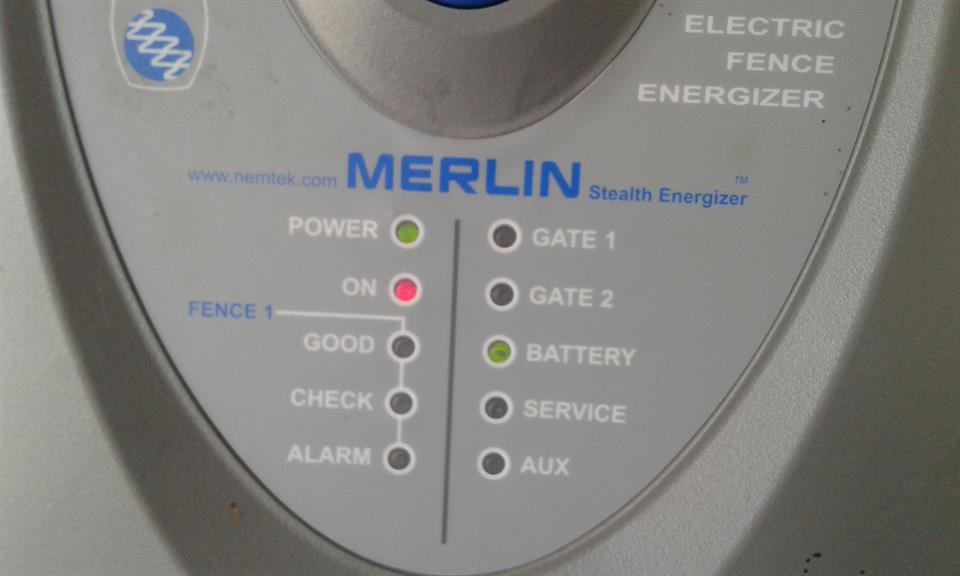 ELECTRIC
FENCE
ENERGIZER
www.nemtek.com MERLIN Stealth Energizer ™
POWER
ON
FENCE 1
GOOD
CHECK
ALARM
GATE 1
GATE 2
BATTERY
SERVICE
AUX